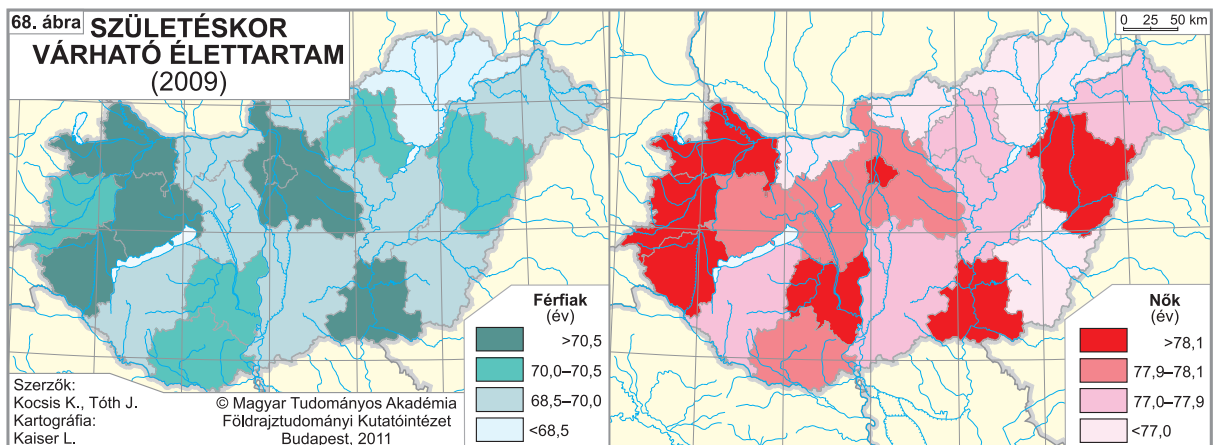 68. ábra
SZÜLETÉSKOR
VÁRHATÓ ÉLETTARTAM
(2009)
Férfiak
(év)
>70,5
70,0–70,5
68,5–70,0
<68,5
Szerzők:
Kocsis K., Tóth J.
Kartográfia:
Kaiser L.
© Magyar Tudományos Akadémia
Földrajztudományi Kutatóintézet
Budapest, 2011
0 25 50 km
Nők
(év)
>78,1
77,9–78,1
77,0–77,9
<77,0